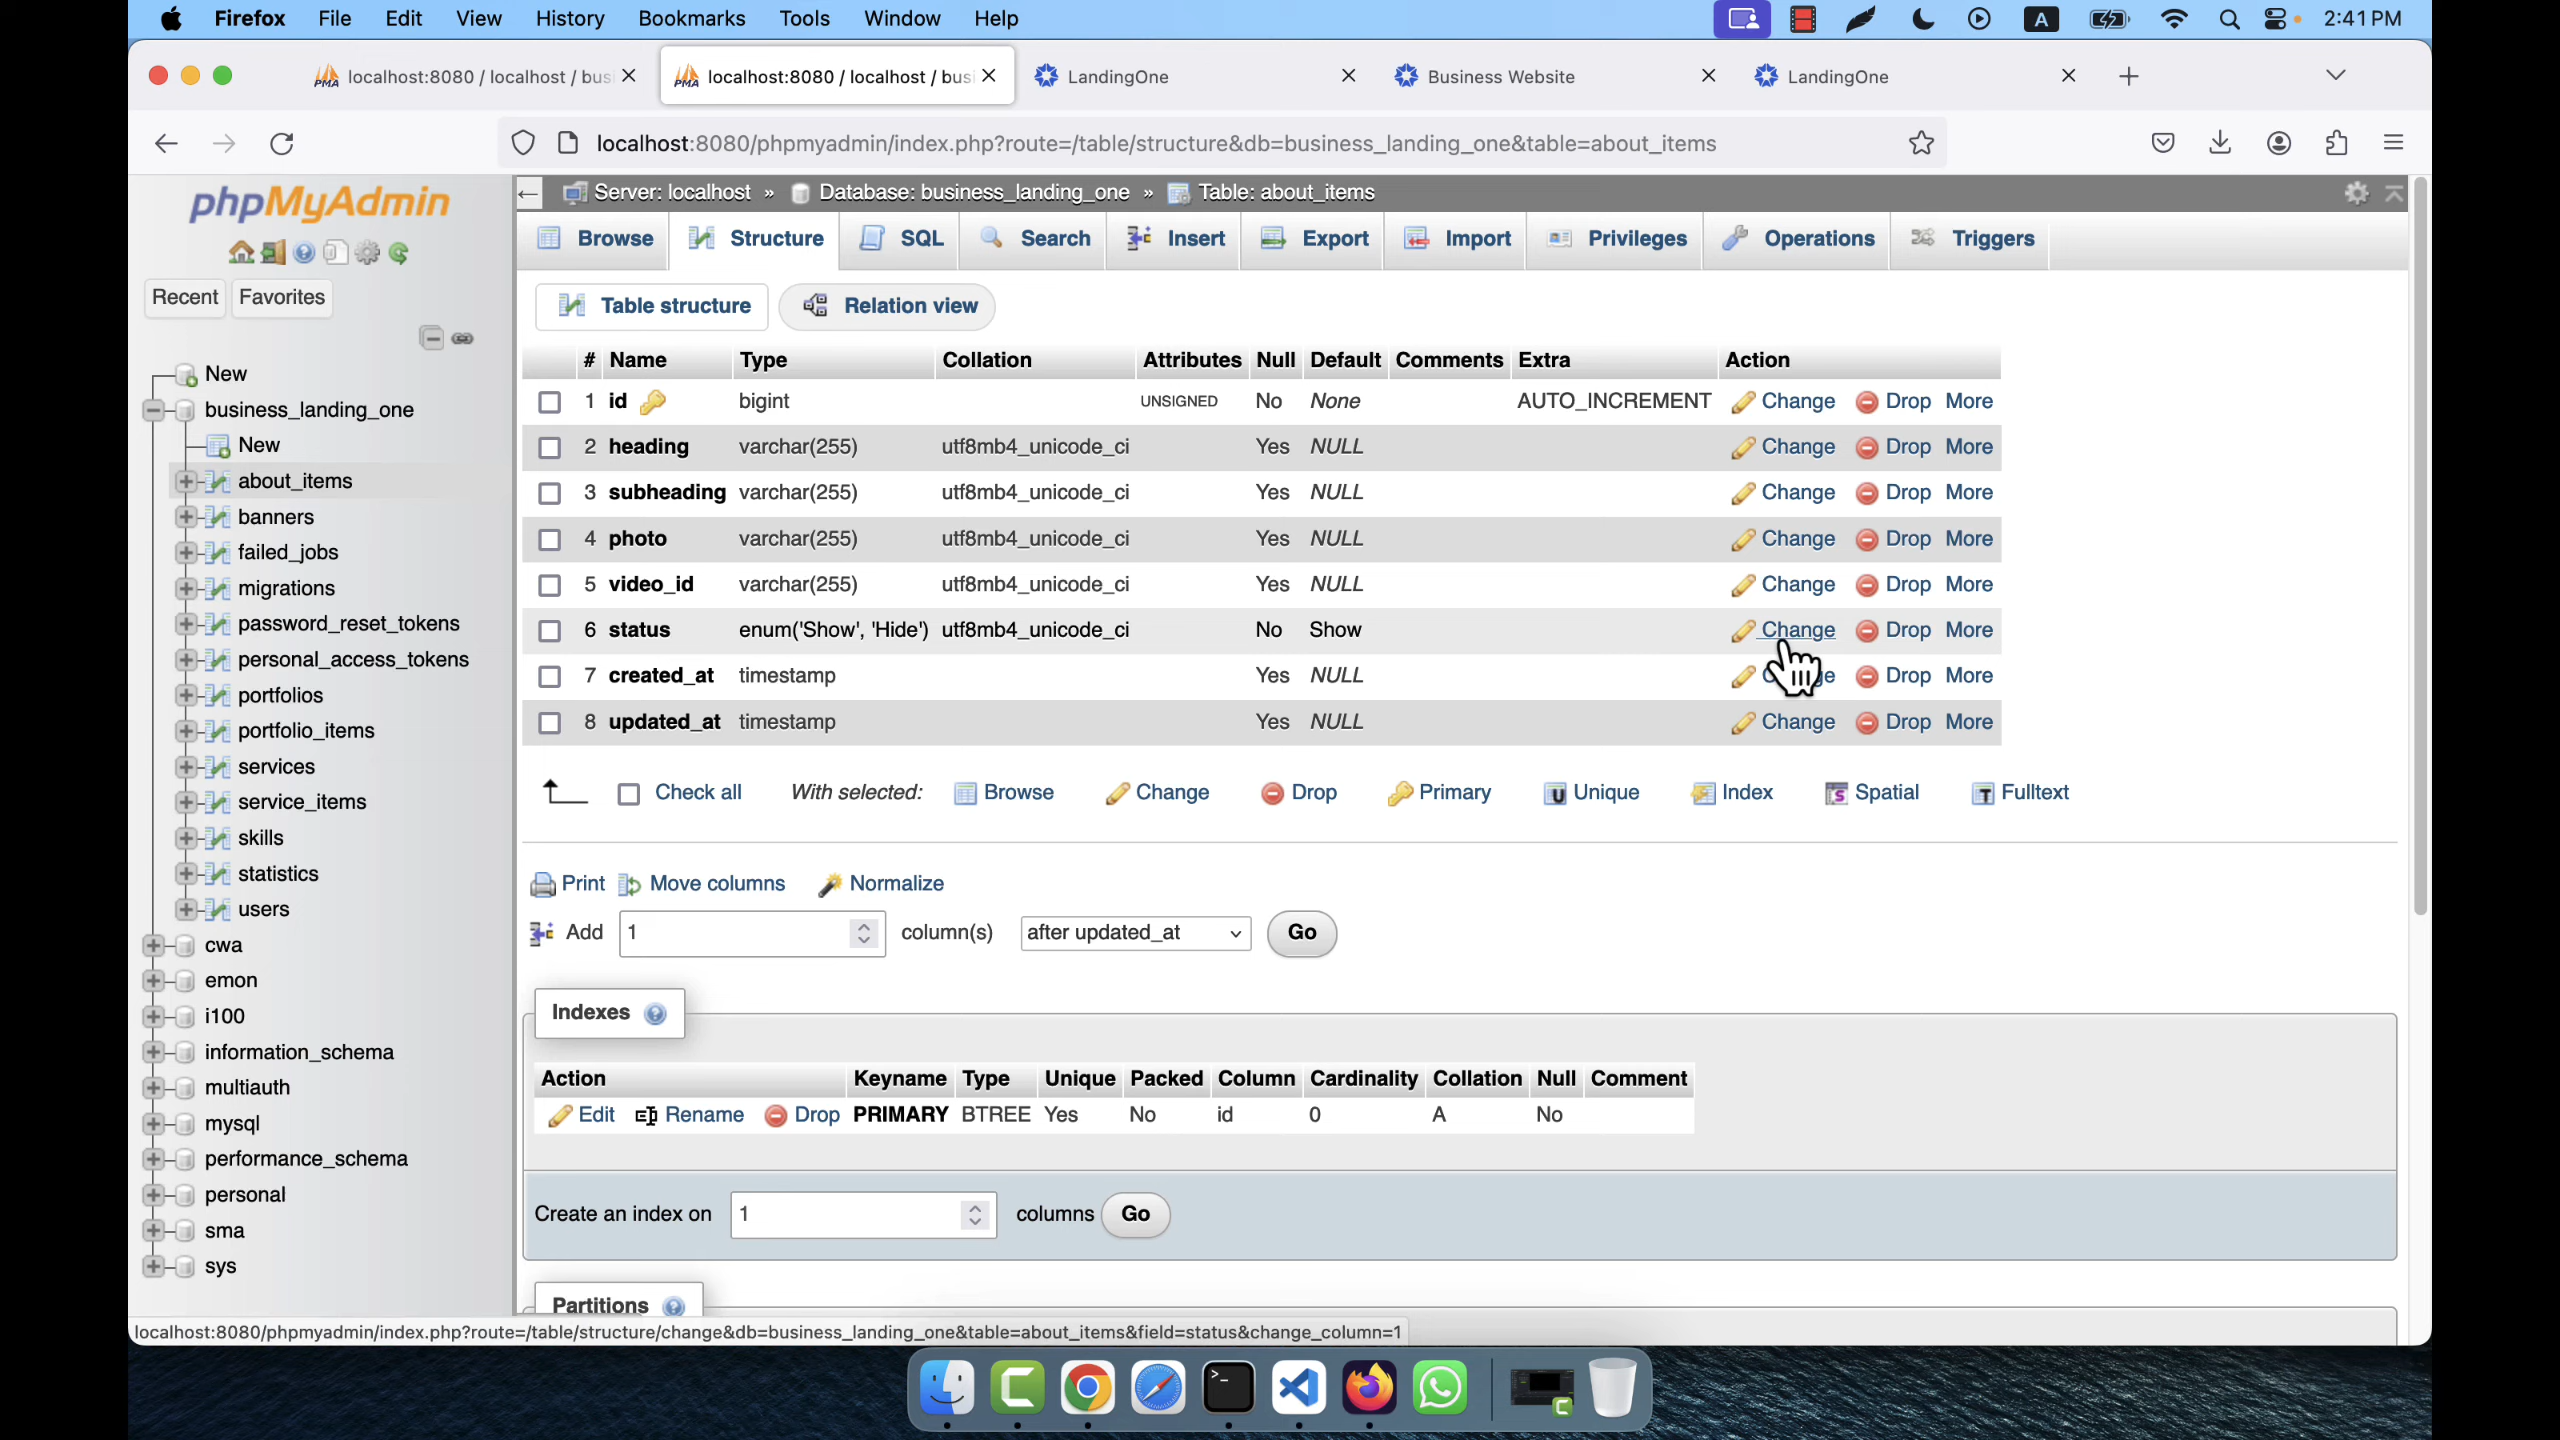 Firefox File Edit View History Bookmarks Tools Window Help A 2:41 PM
PMA localhost:8080 / localhost / busi PMA localhost:8080 / localhost / busi LandingOne Business Website LandingOne
localhost:8080/phpmyadmin/index.php?route=/table/structure&db=business_landing_one&table=about_items
phpMyAdmin
Recent Favorites
New
business_landing_one
New
about_items
banners
failed_jobs
migrations
password_reset_tokens
personal_access_tokens
portfolios
portfolio_items
services
service_items
skills
statistics
users
cwa
emon
i100
information_schema
multiauth
mysql
performance_schema
personal
sma
sys
Server: localhost » Database: business_landing_one » Table: about_items
Browse Structure SQL Search Insert Export Import Privileges Operations Triggers
Table structure Relation view
# Name Type Collation Attributes Null Default Comments Extra Action
1 id bigint UNSIGNED No None AUTO_INCREMENT Change Drop More
2 heading varchar(255) utf8mb4_unicode_ci Yes NULL Change Drop More
3 subheading varchar(255) utf8mb4_unicode_ci Yes NULL Change Drop More
4 photo varchar(255) utf8mb4_unicode_ci Yes NULL Change Drop More
5 video_id varchar(255) utf8mb4_unicode_ci Yes NULL Change Drop More
6 status enum('Show', 'Hide') utf8mb4_unicode_ci No Show Change Drop More
7 created_at timestamp Yes NULL Drop More
8 updated_at timestamp Yes NULL Change Drop More
Check all With selected: Browse Change Drop Primary Unique Index Spatial Fulltext
Print Move columns Normalize
Add 1 column(s) after updated_at Go
Indexes
Action Keyname Type Unique Packed Column Cardinality Collation Null Comment
Edit Rename Drop PRIMARY BTREE Yes No id 0 A No
Create an index on 1 columns Go
Partitions
localhost:8080/phpmyadmin/index.php?route=/table/structure/change&db=business_landing_one&table=about_items&field=status&change_column=1